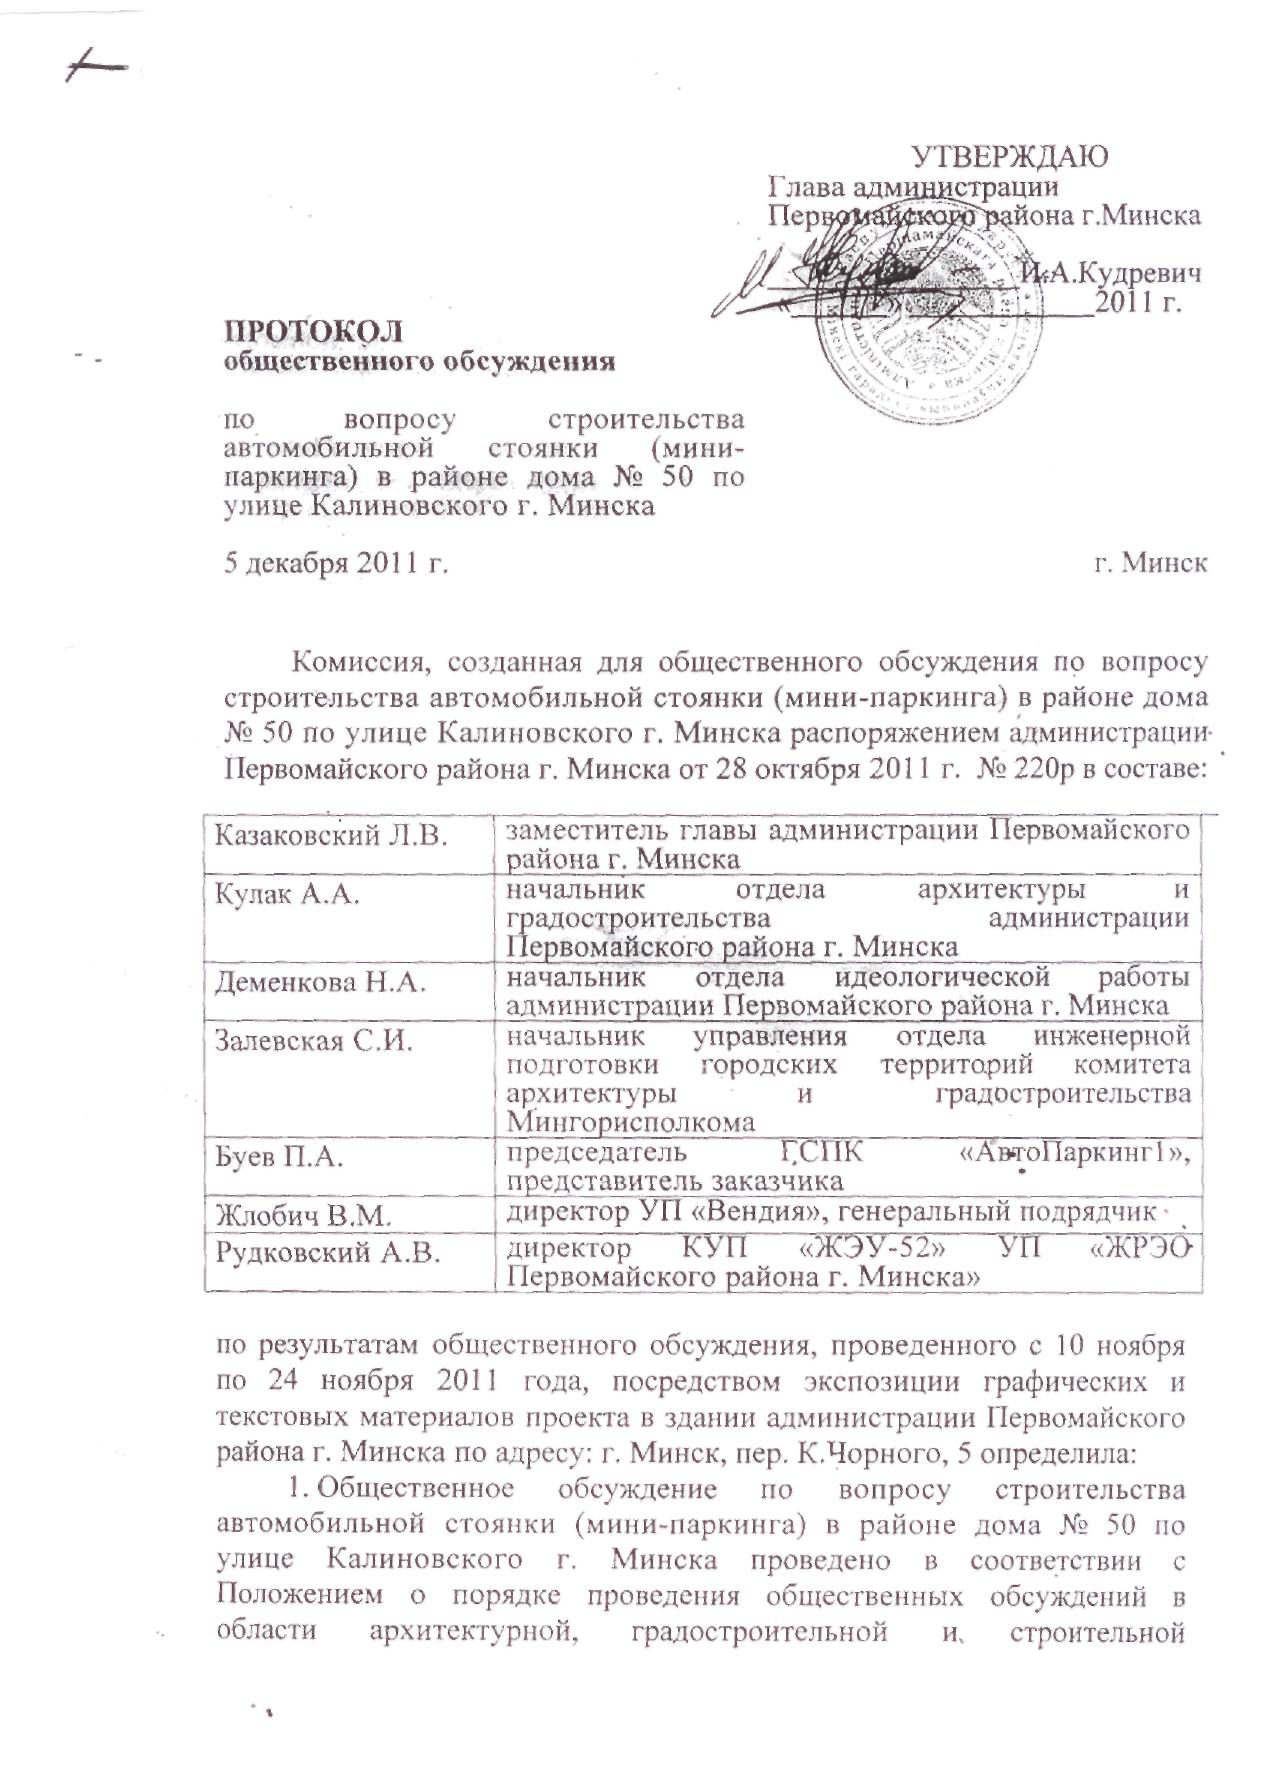 УТВЕРЖДАЮ
Глава администрации
Первомайского района г.Минска
И.А.Кудревич
«______»____________2011 г.
ПРОТОКОЛ
общественного обсуждения
по вопросу строительства
автомобильной стоянки (мини-
паркинга) в районе дома № 50 по
улице Калиновского г. Минска
5 декабря 2011 г. г. Минск
Комиссия, созданная для общественного обсуждения по вопросу
строительства автомобильной стоянки (мини-паркинга) в районе дома
№ 50 по улице Калиновского г. Минска распоряжением администрации
Первомайского района г. Минска от 28 октября 2011 г. № 220р в составе:
Казаковский Л.В. заместитель главы администрации Первомайского
района г. Минска
Кулак А.А. начальник отдела архитектуры и
градостроительства администрации
Первомайского района г. Минска
Деменкова Н.А. начальник отдела идеологической работы
администрации Первомайского района г. Минска
Залевская С.И. начальник управления отдела инженерной
подготовки городских территорий комитета
архитектуры и градостроительства
Мингорисполкома
Буев П.А. председатель ГСПК «АвтоПаркинг1»,
представитель заказчика
Жлобич В.М. директор УП «Вендия», генеральный подрядчик
Рудковский А.В. директор КУП «ЖЭУ-52» УП «ЖРЭО
Первомайского района г. Минска»
по результатам общественного обсуждения, проведенного с 10 ноября
по 24 ноября 2011 года, посредством экспозиции графических и
текстовых материалов проекта в здании администрации Первомайского
района г. Минска по адресу: г. Минск, пер. К.Чорного, 5 определила:
1. Общественное обсуждение по вопросу строительства
автомобильной стоянки (мини-паркинга) в районе дома № 50 по
улице Калиновского г. Минска проведено в соответствии с
Положением о порядке проведения общественных обсуждений в
области архитектурной, градостроительной и строительной